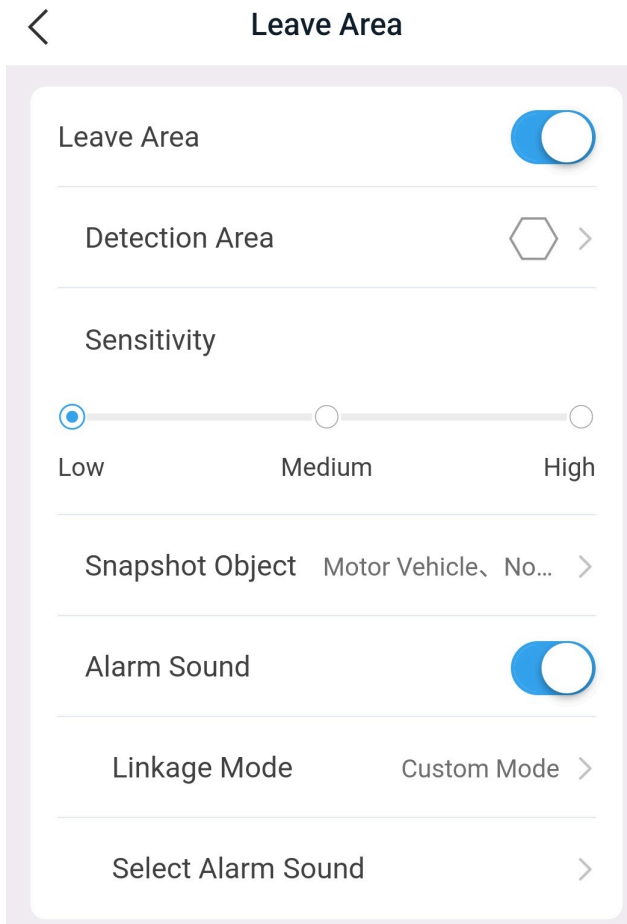 Leave Area
Leave Area
Detection Area
Sensitivity
Low Medium High
Snapshot Object Motor Vehicle、No...
Alarm Sound
Linkage Mode Custom Mode
Select Alarm Sound